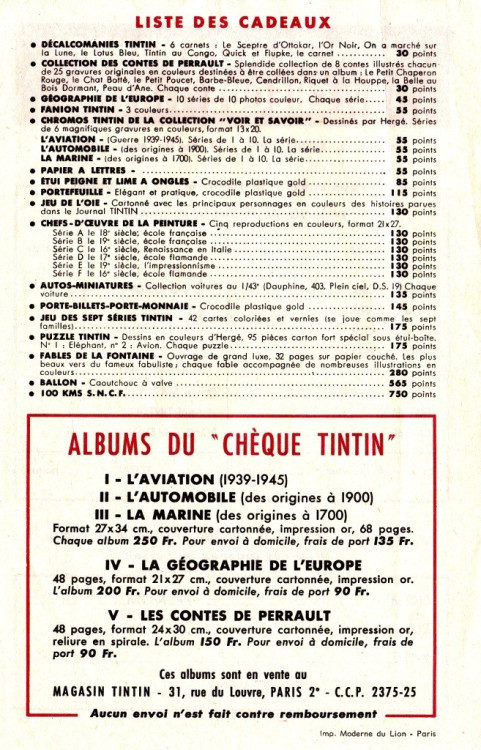 LISTE DES CADEAUX
● DÉCALCOMANIES TINTIN - 6 carnets : Le Sceptre d'Ottokar, l'Or Noir, On a marché sur
la Lune, le Lotus Bleu, Tintin au Congo, Quick et Flupke, le carnet ............ 30 points
● COLLECTION DES CONTES DE PERRAULT - Splendide collection de 8 contes illustrés chacun
de 25 gravures originales en couleurs destinées à être collées dans un album : Le Petit Chaperon
Rouge, le Chat Botté, le Petit Poucet, Barbe-Bleue, Cendrillon, Riquet à la Houppe, la Belle au
Bois Dormant, Peau d'Ane. Chaque conte ........................ 30 points
● GÉOGRAPHIE DE L'EUROPE - 10 séries de 10 photos couleur. Chaque série..... 45 points
● FANION TINTIN - 3 couleurs........................ 55 points
● CHROMOS TINTIN DE LA COLLECTION "VOIR ET SAVOIR" - Dessinés par Hergé. Séries
de 6 magnifiques gravures en couleurs, format 13x20.
L'AVIATION - (Guerre 1939-1945). Séries de 1 à 10. La série............ 55 points
L'AUTOMOBILE - (des origines à 1900). Séries de 1 à 10. La série............ 55 points
LA MARINE - (des origines à 1700). Séries de 1 à 10. La série............ 55 points
● PAPIER A LETTRES - ........................ 55 points
● ÉTUI PEIGNE ET LIME A ONGLES - Crocodile plastique gold ............ 85 points
● PORTEFEUILLE - Élégant et pratique, crocodile plastique gold ............ 115 points
● JEU DE L'OIE - Cartonné avec les principaux personnages en couleurs des histoires parues
dans le Journal TINTIN ........................ 130 points
● CHEFS-D'ŒUVRE DE LA PEINTURE - Cinq reproductions en couleurs, format 21x27.
Série A le 18e siècle; école française ........................ 130 points
Série B le 19e siècle, école française ........................ 130 points
Série C le 16e siècle, Renaissance en Italie ........................ 130 points
Série D le 17e siècle, école flamande ........................ 130 points
Série E le 19e siècle, l'impressionnisme ........................ 130 points
Série F le 16e siècle, école flamande ........................ 130 points
● AUTOS-MINIATURES - Collection voitures au 1/43e (Dauphine, 403, Plein ciel, D.S. 19) Chaque
voiture ........................ 135 points
● PORTE-BILLETS-PORTE-MONNAIE - Crocodile plastique gold ............ 145 points
● JEU DES SEPT SÉRIES TINTIN - 42 cartes coloriées et vernies (se joue comme les sept
familles)........................ 175 points
● PUZZLE TINTIN - Dessins en couleurs d'Hergé, 95 pièces carton fort spécial sous étui-boîte.
N° 1 : Éléphant, n° 2 : Avion. Chaque puzzle........................ 175 points
● FABLES DE LA FONTAINE - Ouvrage de grand luxe, 32 pages sur papier couché. Les plus
beaux vers du fameux fabuliste; chaque fable accompagnée de nombreuses illustrations en
couleurs........................ 280 points
● BALLON - Caoutchouc à valve ........................ 565 points
● 100 KMS S.N.C.F........................ 750 points
ALBUMS DU "CHÈQUE TINTIN"
I - L'AVIATION (1939-1945)
II - L'AUTOMOBILE (des origines à 1900)
III - LA MARINE (des origines à 1700)
Format 27x34 cm., couverture cartonnée, impression or, 68 pages.
Chaque album 250 Fr. Pour envoi à domicile, frais de port 135 Fr.
IV - LA GÉOGRAPHIE DE L'EUROPE
48 pages, format 21x27 cm., couverture cartonnée, impression or.
L'album 200 Fr. Pour envoi à domicile, frais de port 90 Fr.
V - LES CONTES DE PERRAULT
48 pages, format 24x30 cm., couverture cartonnée, impression or,
reliure en spirale. L'album 150 Fr. Pour envoi à domicile, frais de
port 90 Fr.
Ces albums sont en vente au
MAGASIN TINTIN - 31, rue du Louvre, PARIS 2e - C.C.P. 2375-25
Aucun envoi n'est fait contre remboursement
Imp. Moderne du Lion - Paris